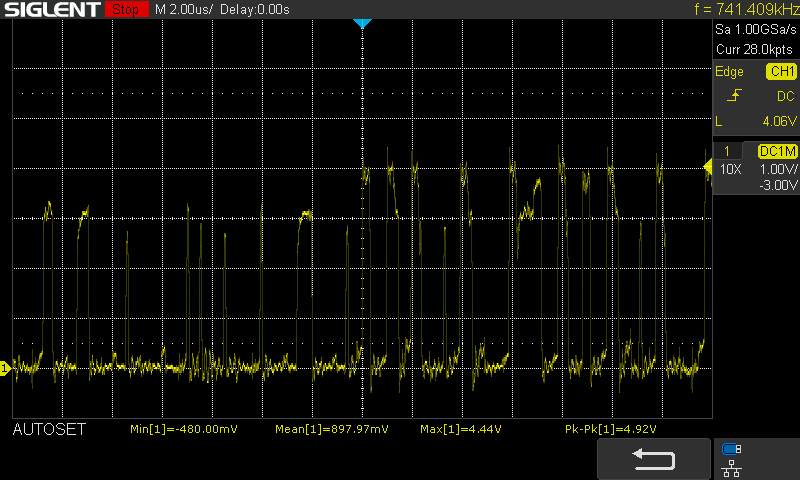 SIGLENT Stop M 2.00us/ Delay:0.00s f = 741.409kHz
Sa 1.00GSa/s
Curr 28.0kpts
Edge CH1
DC
L 4.06V
1 DC1M
10X 1.00V/
-3.00V
1
AUTOSET Min[1]=-480.00mV Mean[1]=897.97mV Max[1]=4.44V Pk-Pk[1]=4.92V